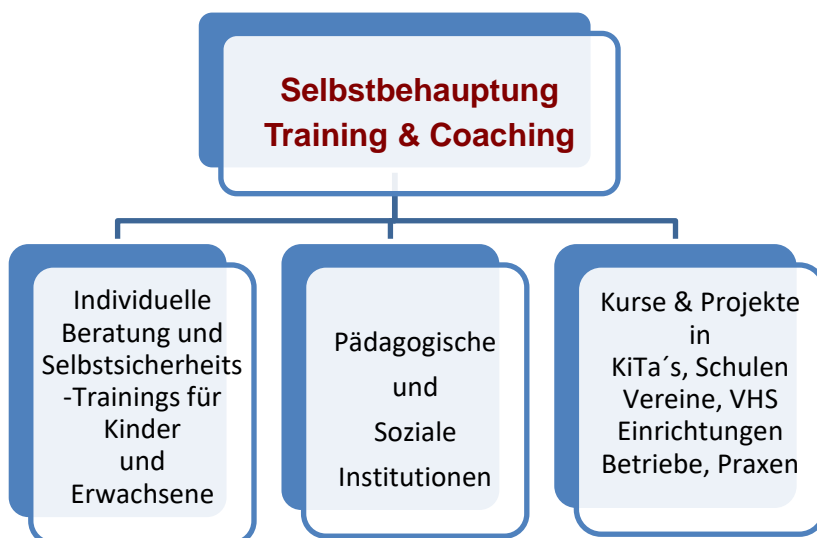 Selbstbehauptung
Training & Coaching
Individuelle
Beratung und
Selbstsicherheits
-Trainings für
Kinder
und
Erwachsene
Pädagogische
und
Soziale
Institutionen
Kurse & Projekte
in
KiTa´s, Schulen
Vereine, VHS
Einrichtungen
Betriebe, Praxen